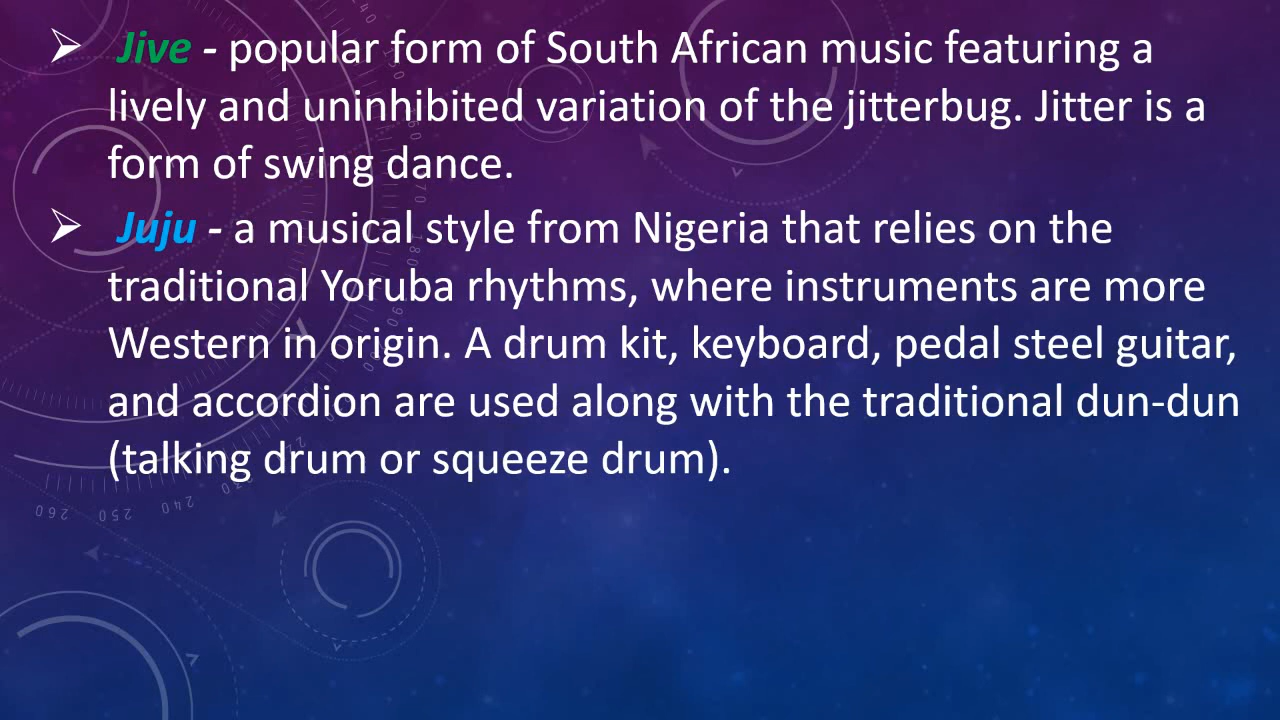 ➢ Jive - popular form of South African music featuring a
lively and uninhibited variation of the jitterbug. Jitter is a
form of swing dance.
➢ Juju - a musical style from Nigeria that relies on the
traditional Yoruba rhythms, where instruments are more
Western in origin. A drum kit, keyboard, pedal steel guitar,
and accordion are used along with the traditional dun-dun
(talking drum or squeeze drum).
240
250
260